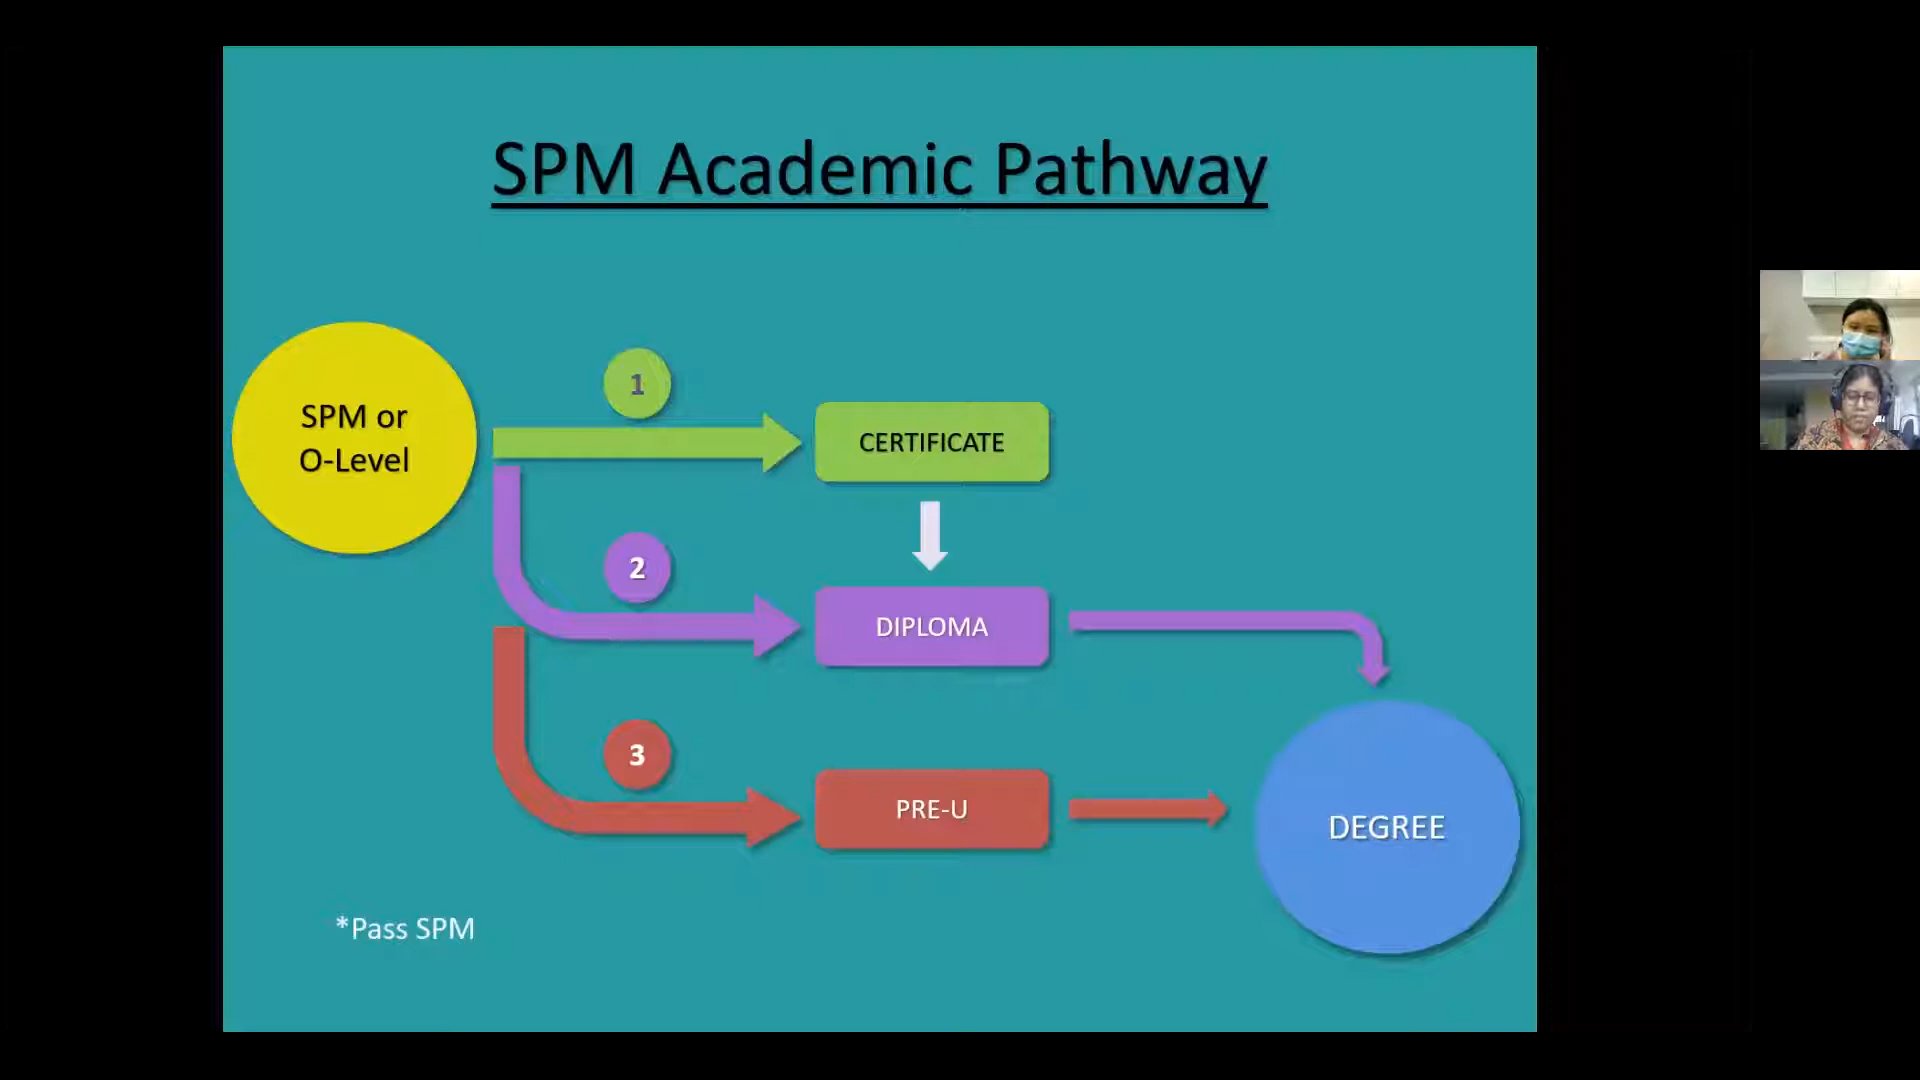 SPM Academic Pathway
SPM or
O-Level
1
CERTIFICATE
2
DIPLOMA
3
PRE-U
DEGREE
*Pass SPM